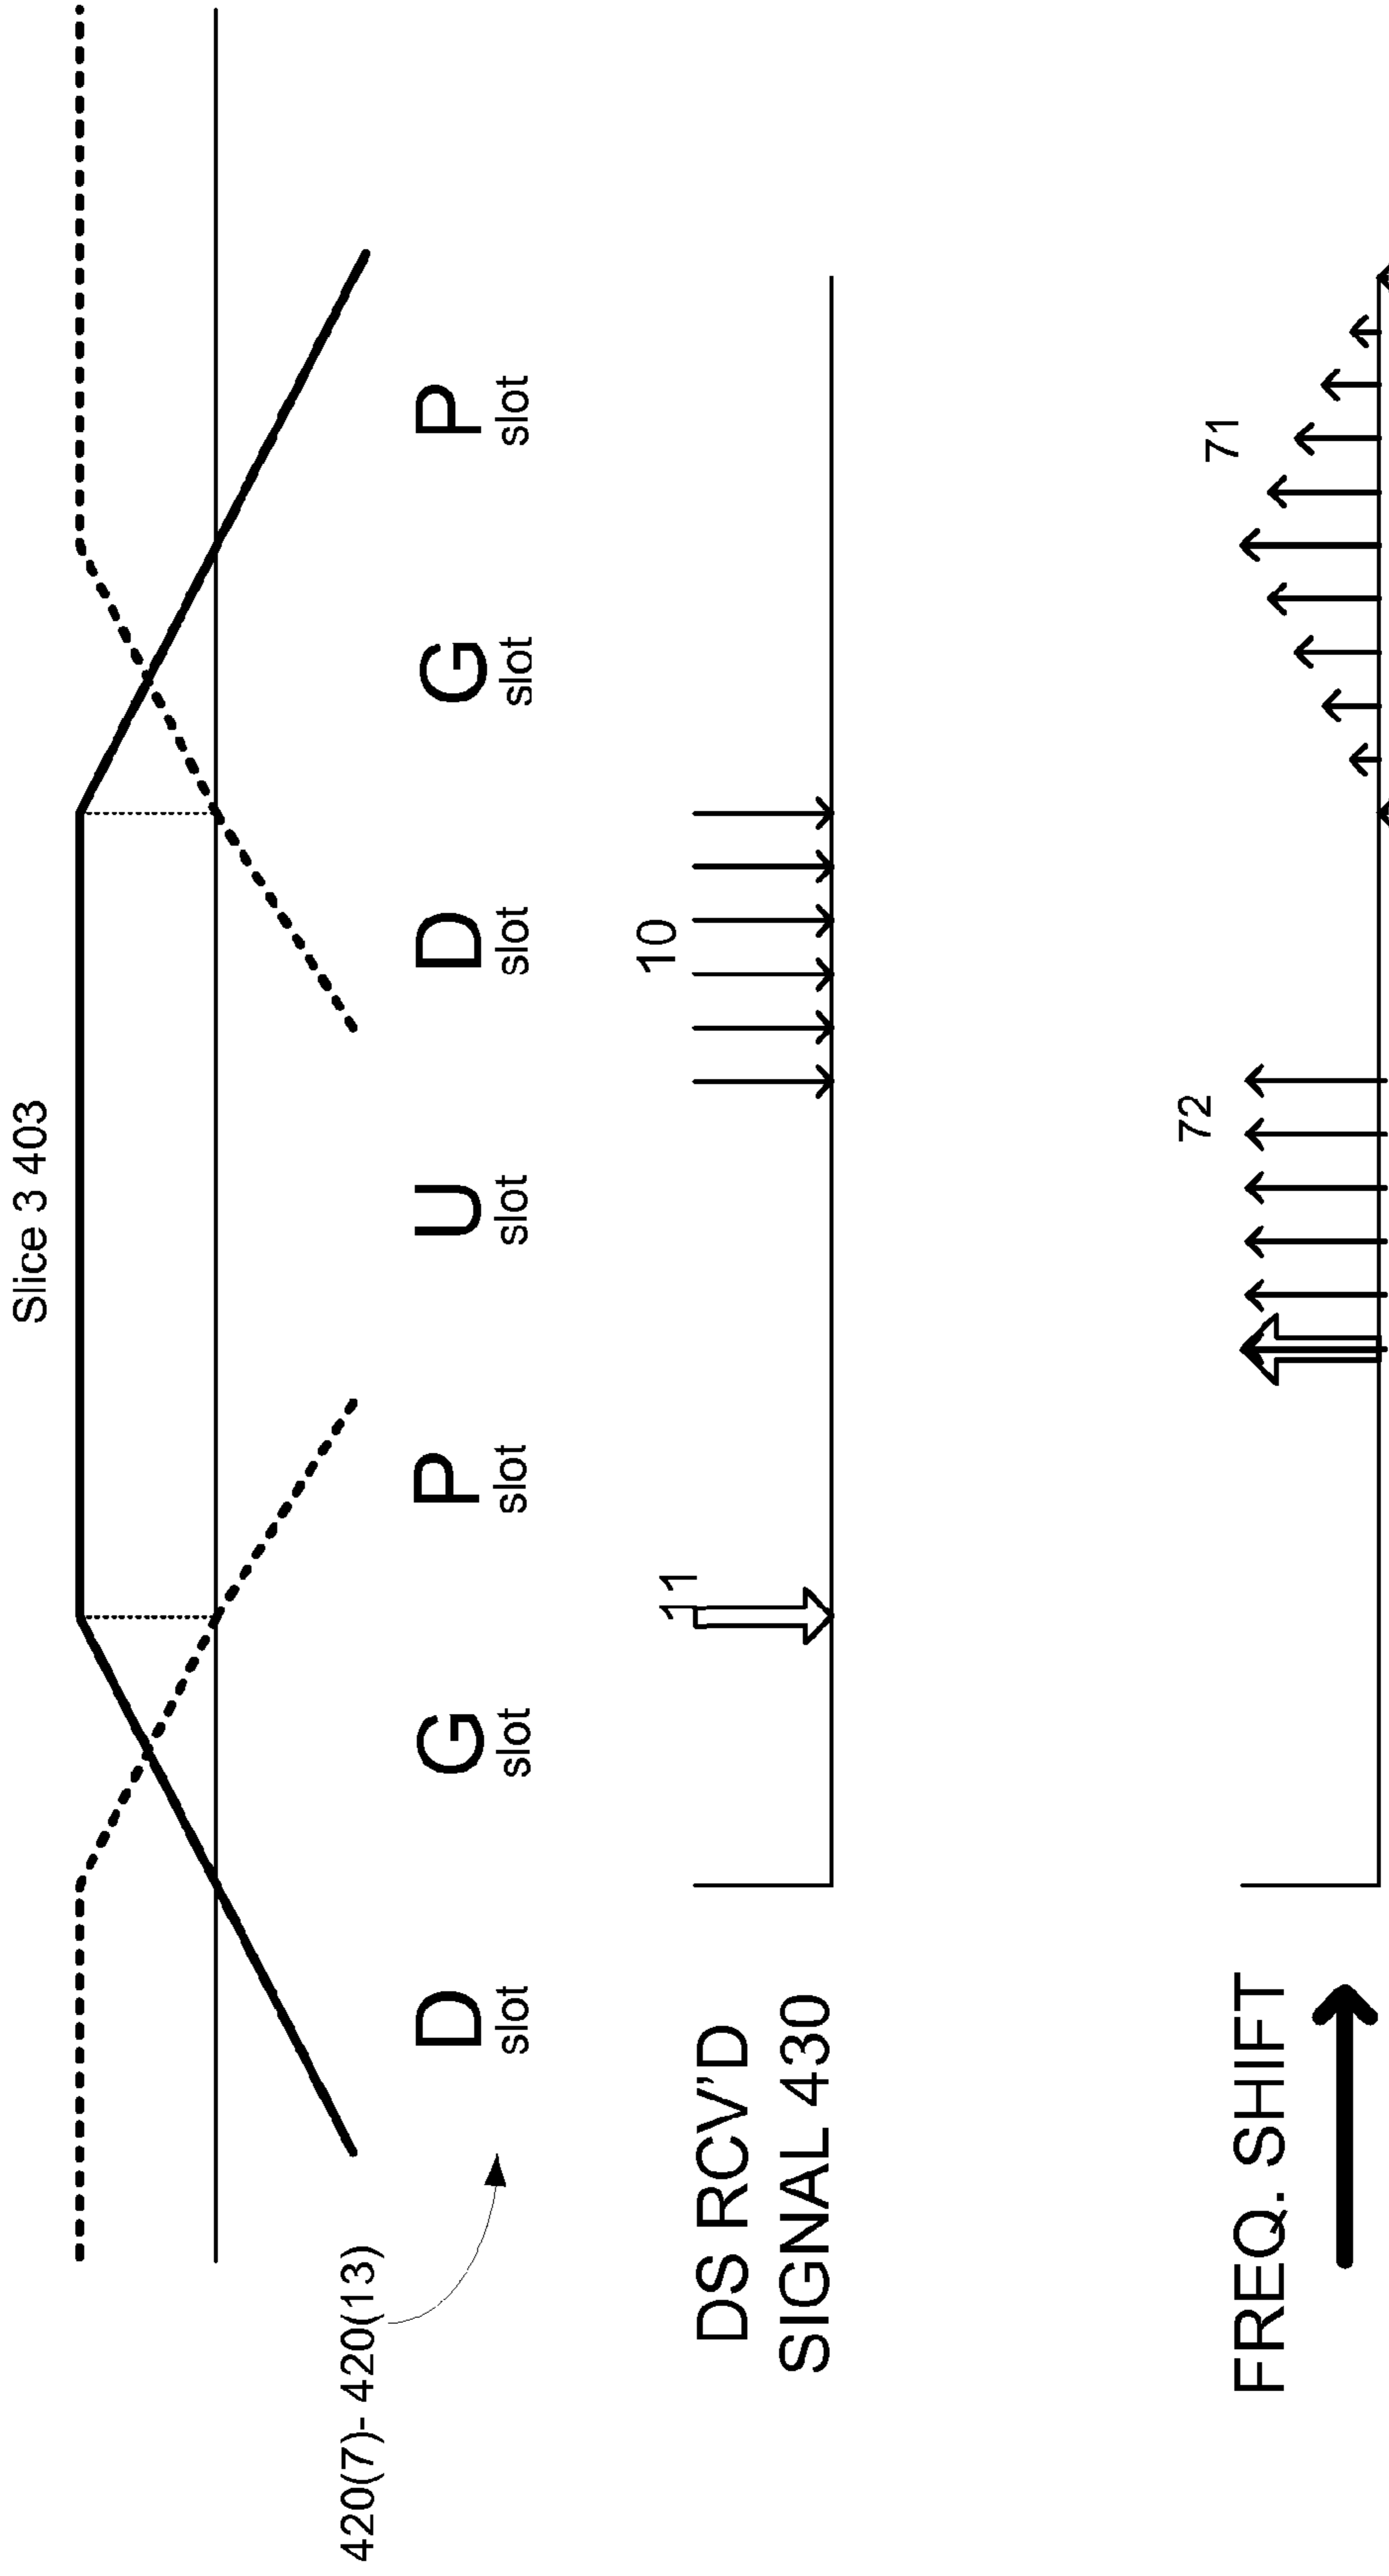 Slice 3 403
420(7)- 420(13)
D slot
G slot
P slot
U slot
D slot
G slot
P slot
DS RCV'D
SIGNAL 430
11
10
FREQ. SHIFT
72
71